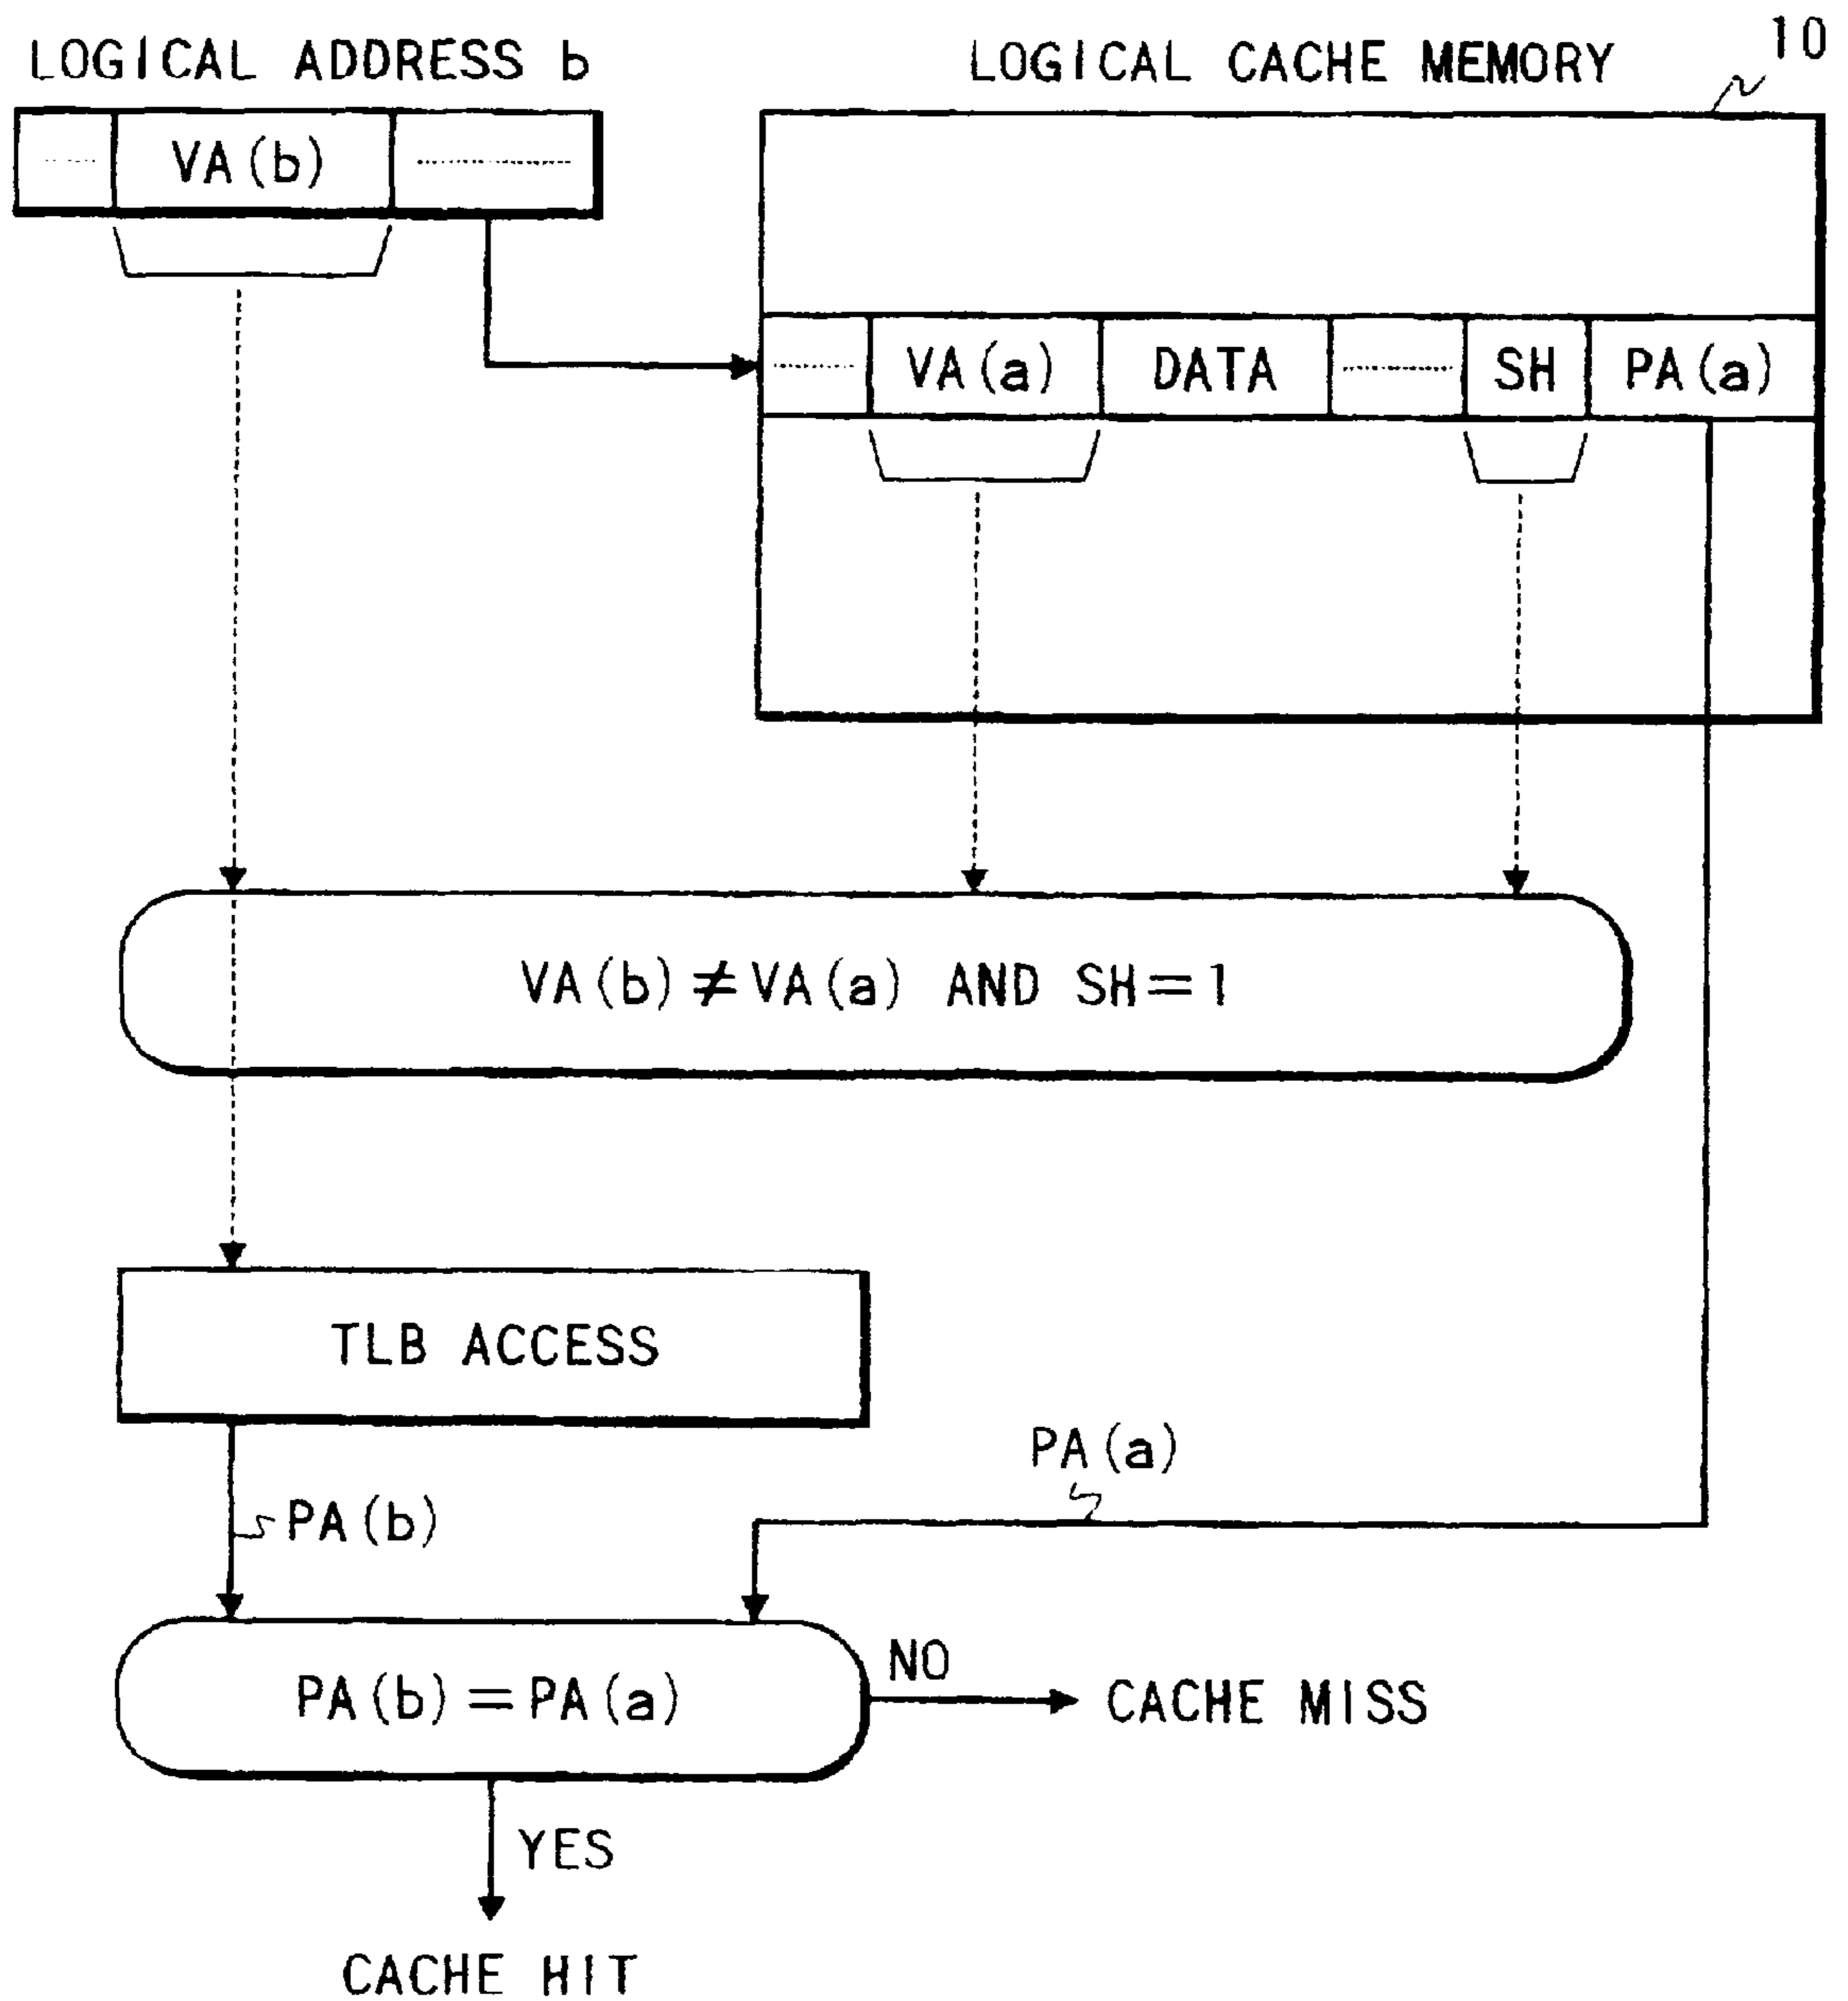 10
LOGICAL ADDRESS b
LOGICAL CACHE MEMORY
VA(b)
VA(a) DATA SH PA(a)
VA(b)≠VA(a) AND SH=1
TLB ACCESS
PA(a)
PA(b)
NO
PA(b)=PA(a)
CACHE MISS
YES
CACHE HIT